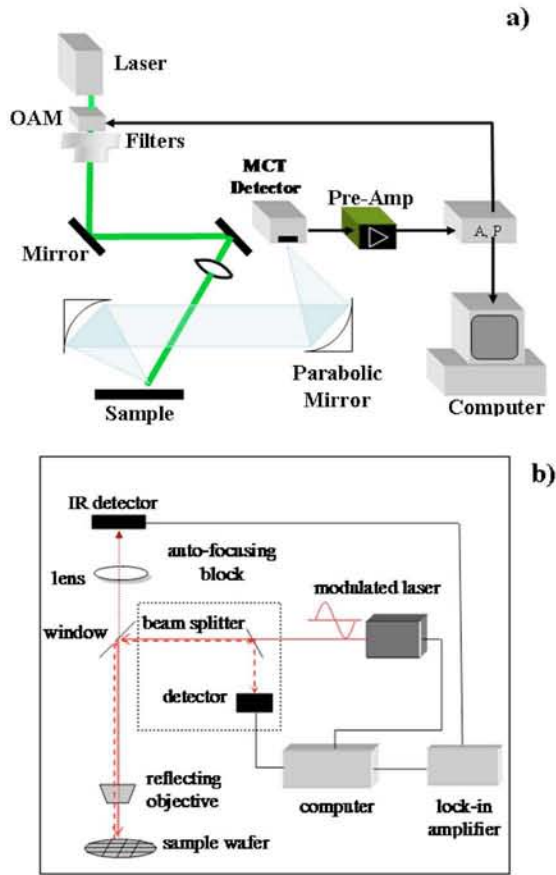 a)
Laser
OAM
Filters
MCT
Detector
Pre-Amp
A, P
Mirror
Parabolic
Mirror
Sample
Computer
b)
IR detector
lens
auto-focusing
block
modulated laser
window
beam splitter
detector
reflecting
objective
computer
lock-in
amplifier
sample wafer